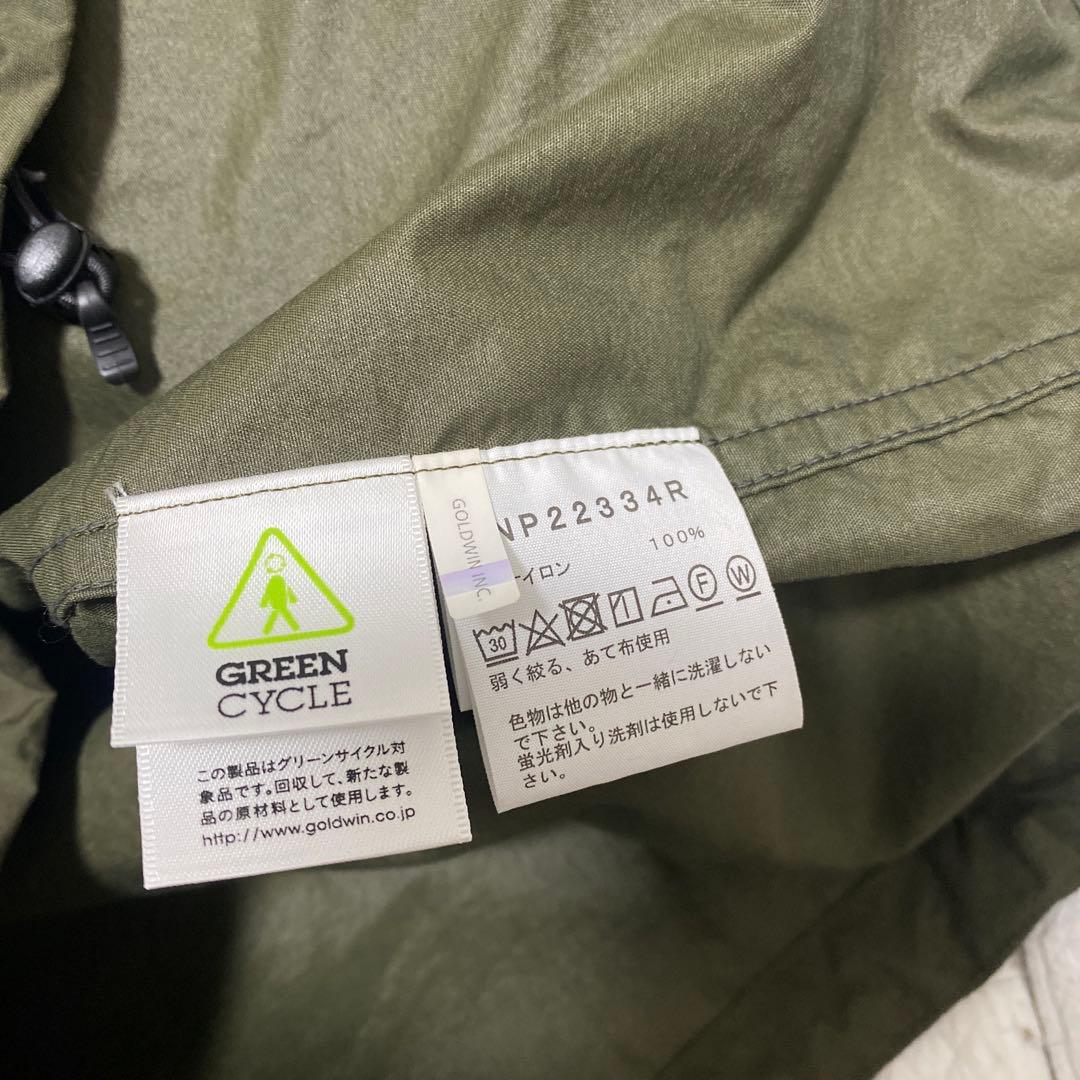 GREEN
CYCLE
この製品はグリーンサイクル対
象品です。回収して、新たな製
品の原材料として使用します。
http://www.goldwin.co.jp
GOLDWIN INC.
NP22334R
100%
イロン
30
F
W
弱く絞る、あて布使用
色物は他の物と一緒に洗濯しない
で下さい。
蛍光剤入り洗剤は使用しないで下
さい。